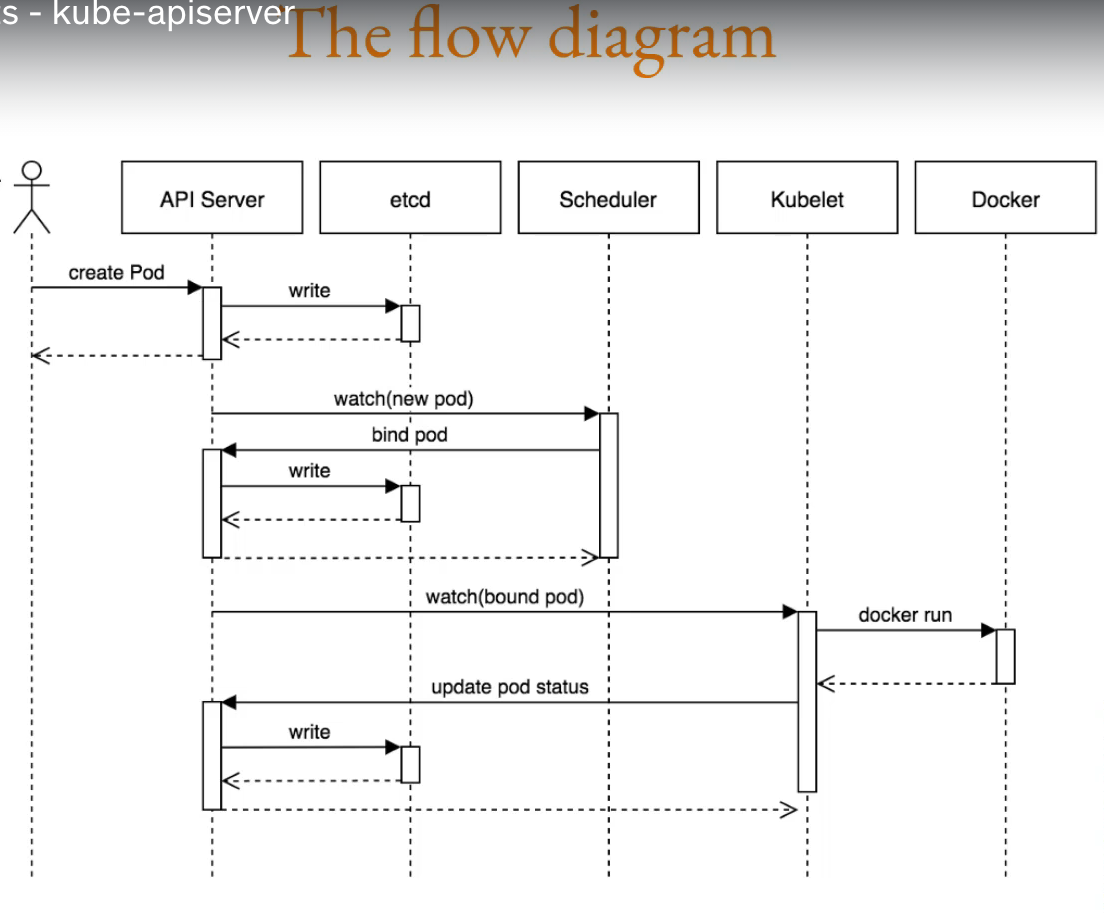 s - kube-apiserver
The flow diagram
API Server
etcd
Scheduler
Kubelet
Docker
create Pod
write
watch(new pod)
bind pod
write
watch(bound pod)
docker run
update pod status
write